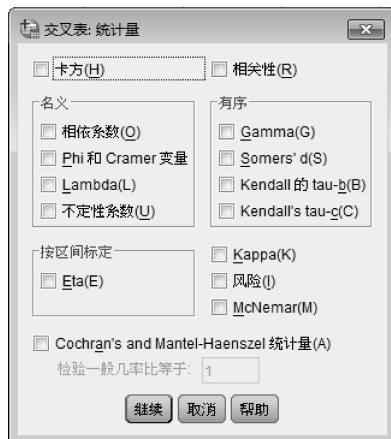 交叉表: 统计量
卡方(H)
相关性(R)
名义
相依系数(O)
Phi 和 Cramer 变量
Lambda(L)
不定性系数(U)
有序
Gamma(G)
Somers' d(S)
Kendall 的 tau-b(B)
Kendall's tau-c(C)
按区间标定
Eta(E)
Kappa(K)
风险(I)
McNemar(M)
Cochran's and Mantel-Haenszel 统计量(A)
检验一般几率比等于: 1
继续 取消 帮助